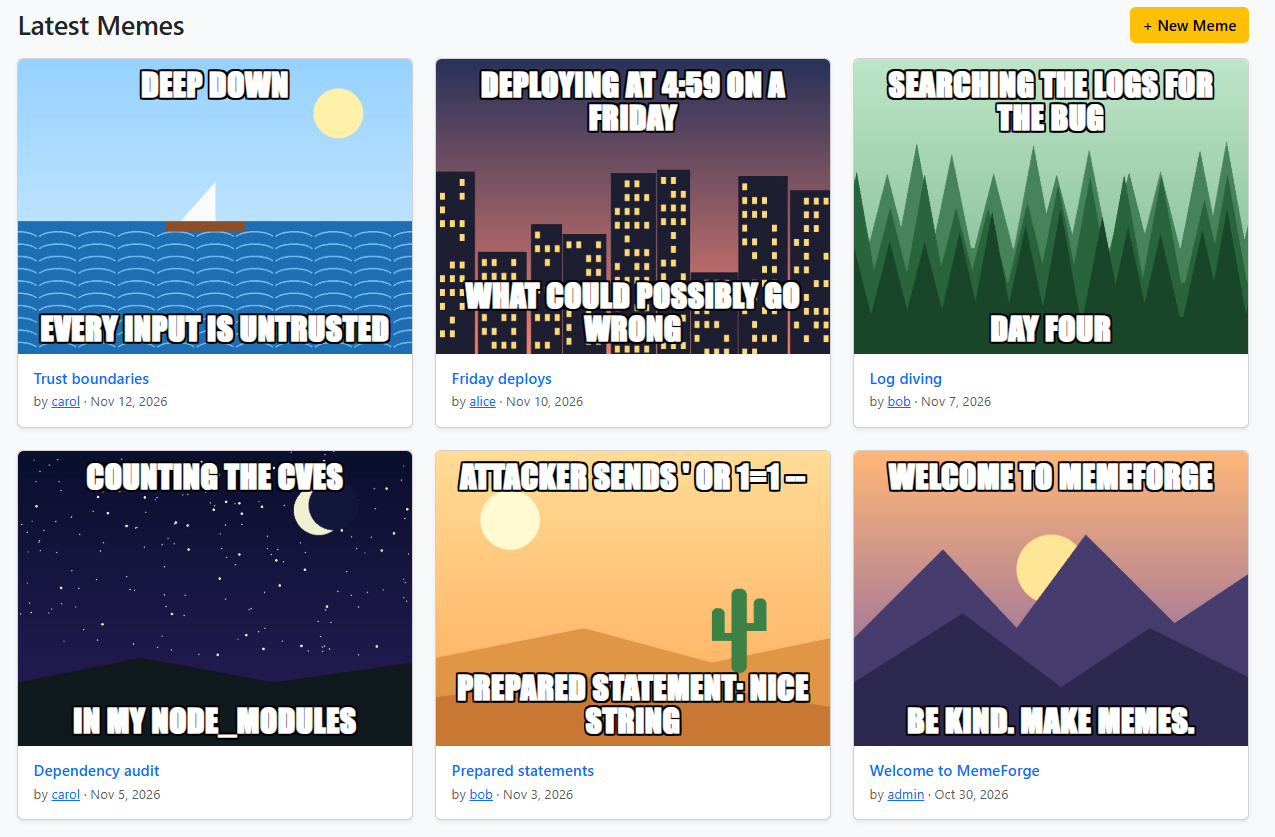 Latest Memes
+ New Meme
DEEP DOWN
EVERY INPUT IS UNTRUSTED
Trust boundaries
by carol · Nov 12, 2026
DEPLOYING AT 4:59 ON A
FRIDAY
WHAT COULD POSSIBLY GO
WRONG
Friday deploys
by alice · Nov 10, 2026
SEARCHING THE LOGS FOR
THE BUG
DAY FOUR
Log diving
by bob · Nov 7, 2026
COUNTING THE CVES
IN MY NODE_MODULES
Dependency audit
by carol · Nov 5, 2026
ATTACKER SENDS ' OR 1=1 --
PREPARED STATEMENT: NICE
STRING
Prepared statements
by bob · Nov 3, 2026
WELCOME TO MEMEFORGE
BE KIND. MAKE MEMES.
Welcome to MemeForge
by admin · Oct 30, 2026